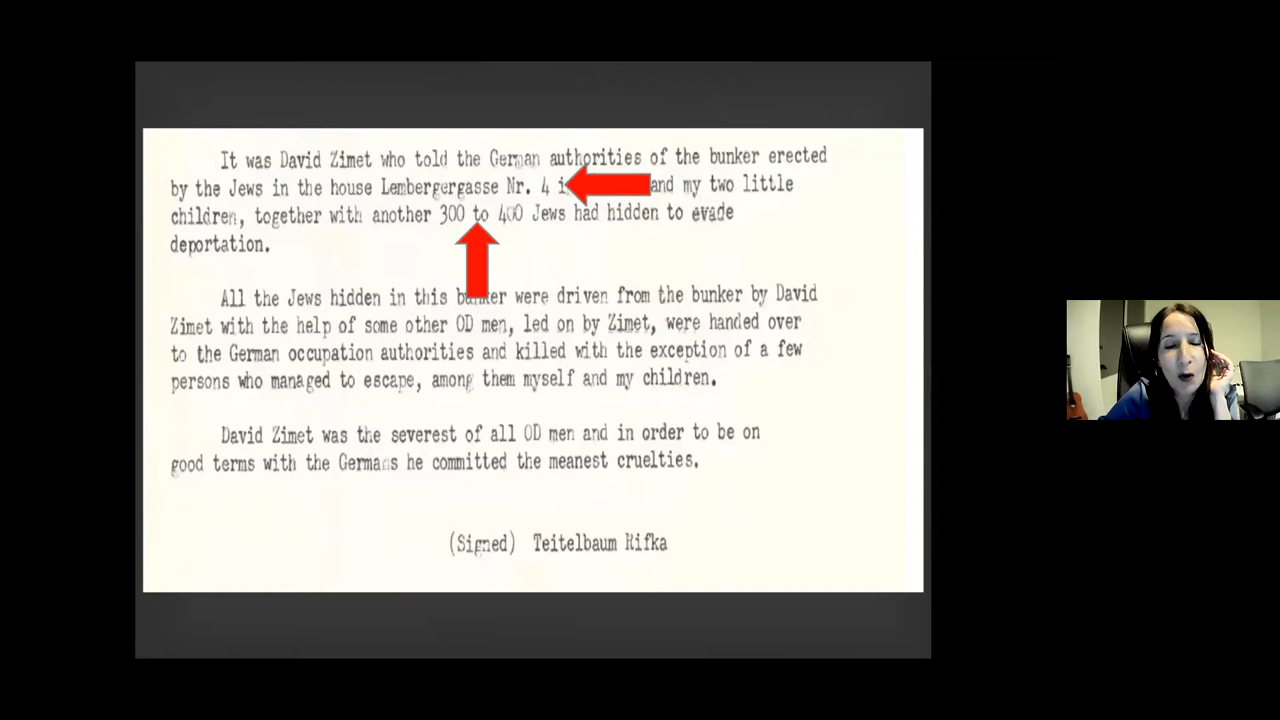 It was David Zimet who told the German authorities of the bunker erected
by the Jews in the house Lembergergasse Nr. 4 and my two little
children, together with another 300 to 400 Jews had hidden to evade
deportation.
All the Jews hidden in this bunker were driven from the bunker by David
Zimet with the help of some other OD men, led on by Zimet, were handed over
to the German occupation authorities and killed with the exception of a few
persons who managed to escape, among them myself and my children.
David Zimet was the severest of all OD men and in order to be on
good terms with the Germans he committed the meanest cruelties.
(Signed) Teitelbaum Rifka